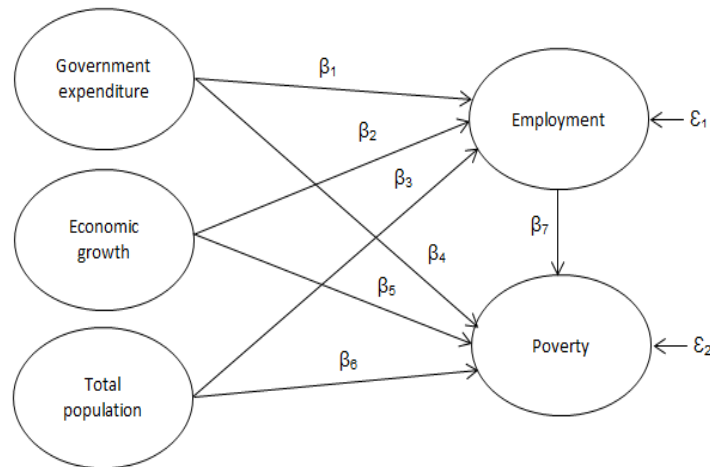 Government
expenditure
β1
Employment
ε1
β2
β3
Economic
growth
β4
β7
β5
Poverty
ε2
β6
Total
population